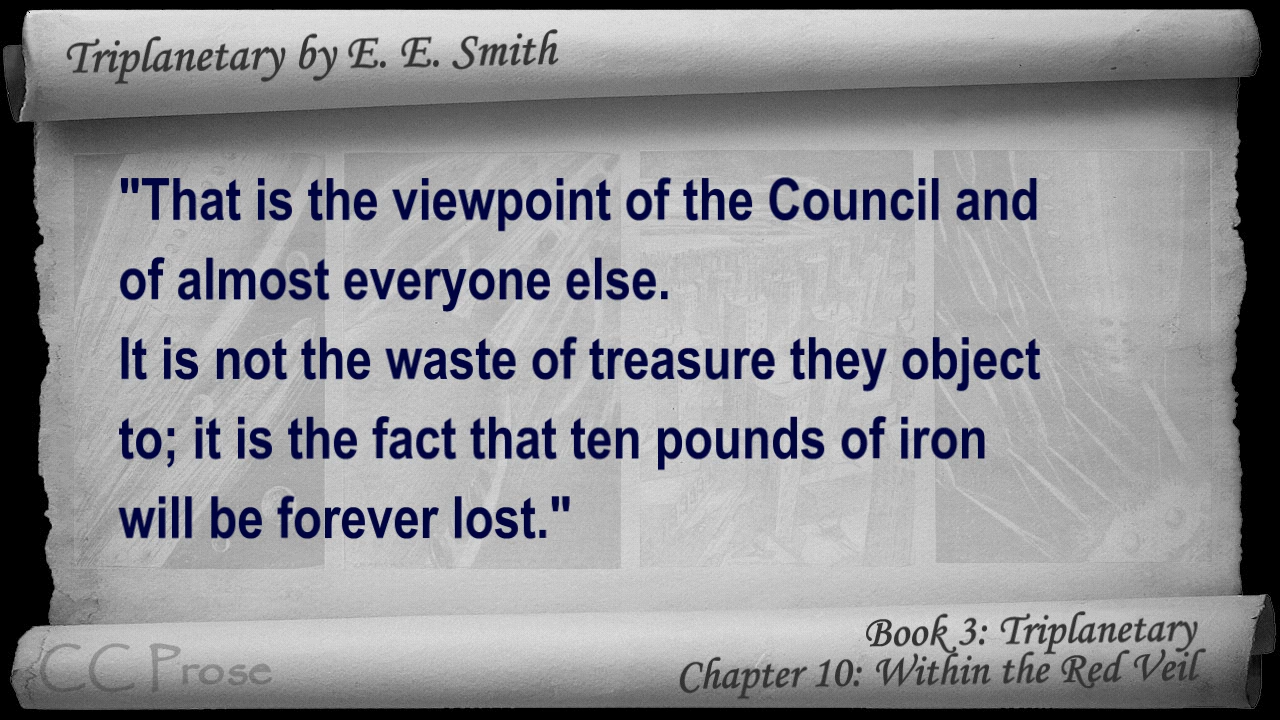 Triplanetary by E. E. Smith
"That is the viewpoint of the Council and
of almost everyone else.
It is not the waste of treasure they object
to; it is the fact that ten pounds of iron
will be forever lost."
Book 3: Triplanetary
Chapter 10: Within the Red Veil
CC Prose